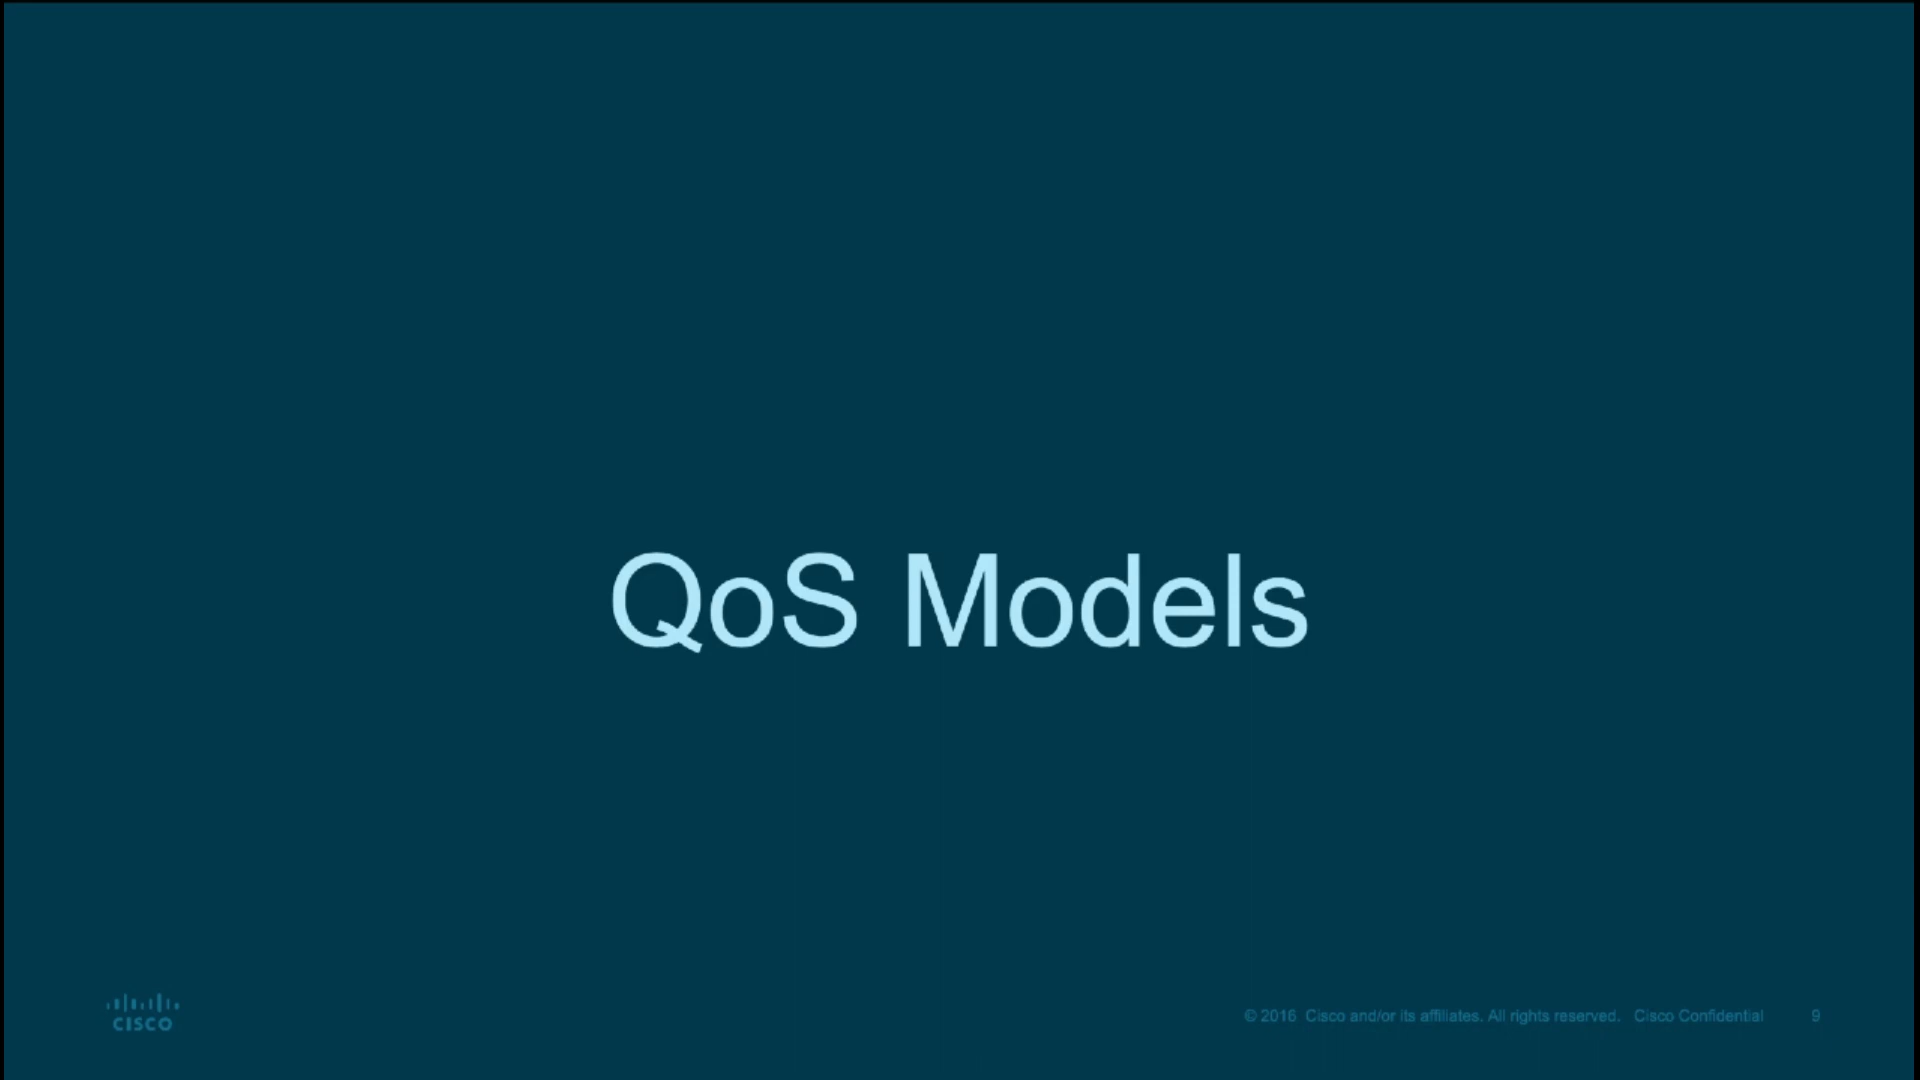 QoS Models
CISCO
© 2016 Cisco and/or its affiliates. All rights reserved. Cisco Confidential 9